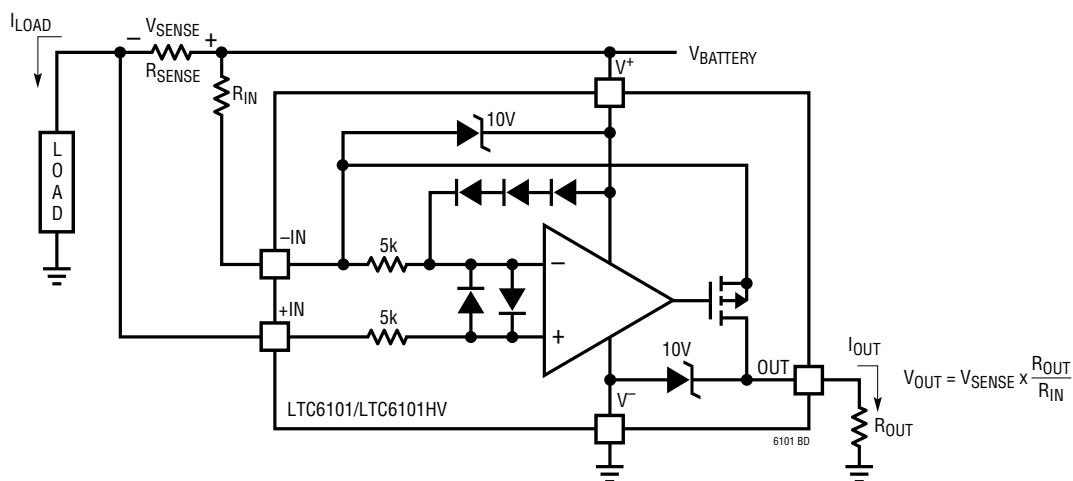 ILOAD
– VSENSE +
RSENSE
RIN
VBATTERY
V+
10V
LOAD
–IN
5k
–
+IN
5k
+
10V
OUT
IOUT
VOUT = VSENSE x ROUT/RIN
V–
LTC6101/LTC6101HV
ROUT
6101 BD